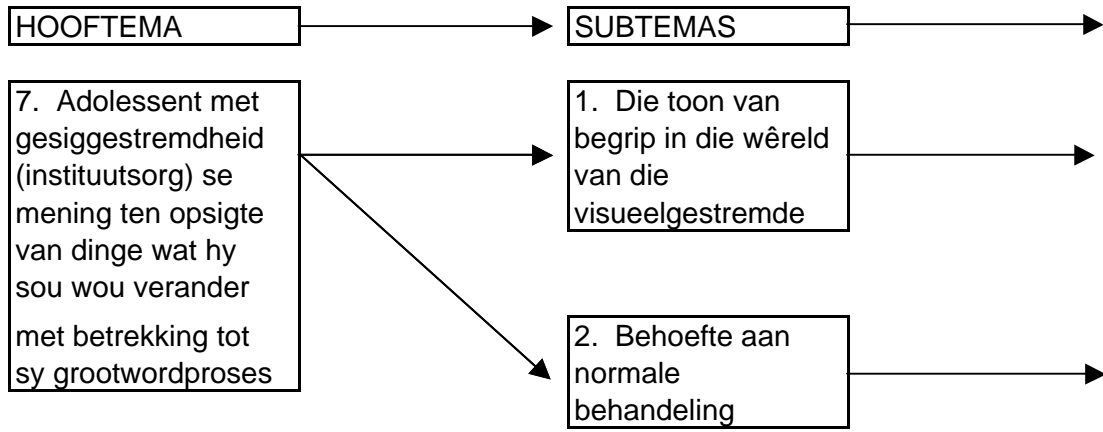 HOOFTEMA
SUBTEMAS
7.  Adolessent met
gesiggestremdheid
(instituutsorg) se
mening ten opsigte
van dinge wat hy
sou wou verander
met betrekking tot
sy grootwordproses
1.  Die toon van
begrip in die wêreld
van die
visueelgestremde
2.  Behoefte aan
normale
behandeling